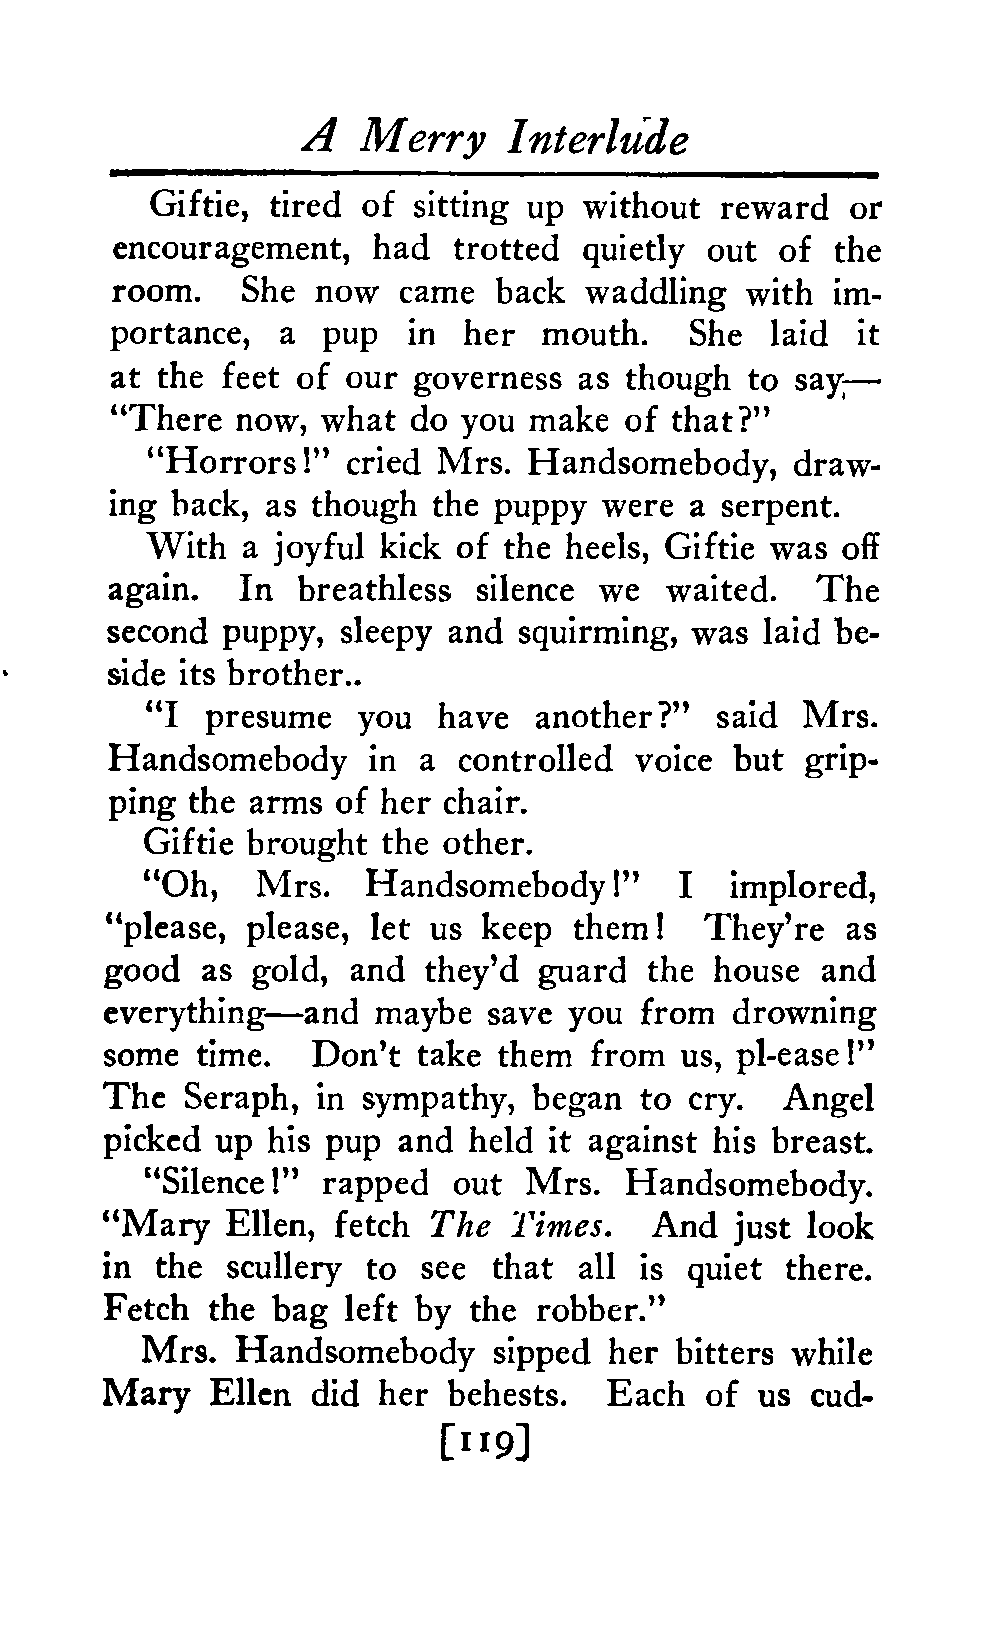 A Merry Interlude
Giftie, tired of sitting up without reward or
encouragement, had trotted quietly out of the
room. She now came back waddling with im-
portance, a pup in her mouth. She laid it
at the feet of our governess as though to say,—
"There now, what do you make of that?"
"Horrors!" cried Mrs. Handsomebody, draw-
ing back, as though the puppy were a serpent.
With a joyful kick of the heels, Giftie was off
again. In breathless silence we waited. The
second puppy, sleepy and squirming, was laid be-
side its brother..
"I presume you have another?" said Mrs.
Handsomebody in a controlled voice but grip-
ping the arms of her chair.
Giftie brought the other.
"Oh, Mrs. Handsomebody!" I implored,
"please, please, let us keep them! They're as
good as gold, and they'd guard the house and
everything—and maybe save you from drowning
some time. Don't take them from us, pl-ease!"
The Seraph, in sympathy, began to cry. Angel
picked up his pup and held it against his breast.
"Silence!" rapped out Mrs. Handsomebody.
"Mary Ellen, fetch The Times. And just look
in the scullery to see that all is quiet there.
Fetch the bag left by the robber."
Mrs. Handsomebody sipped her bitters while
Mary Ellen did her behests. Each of us cud-
[119]